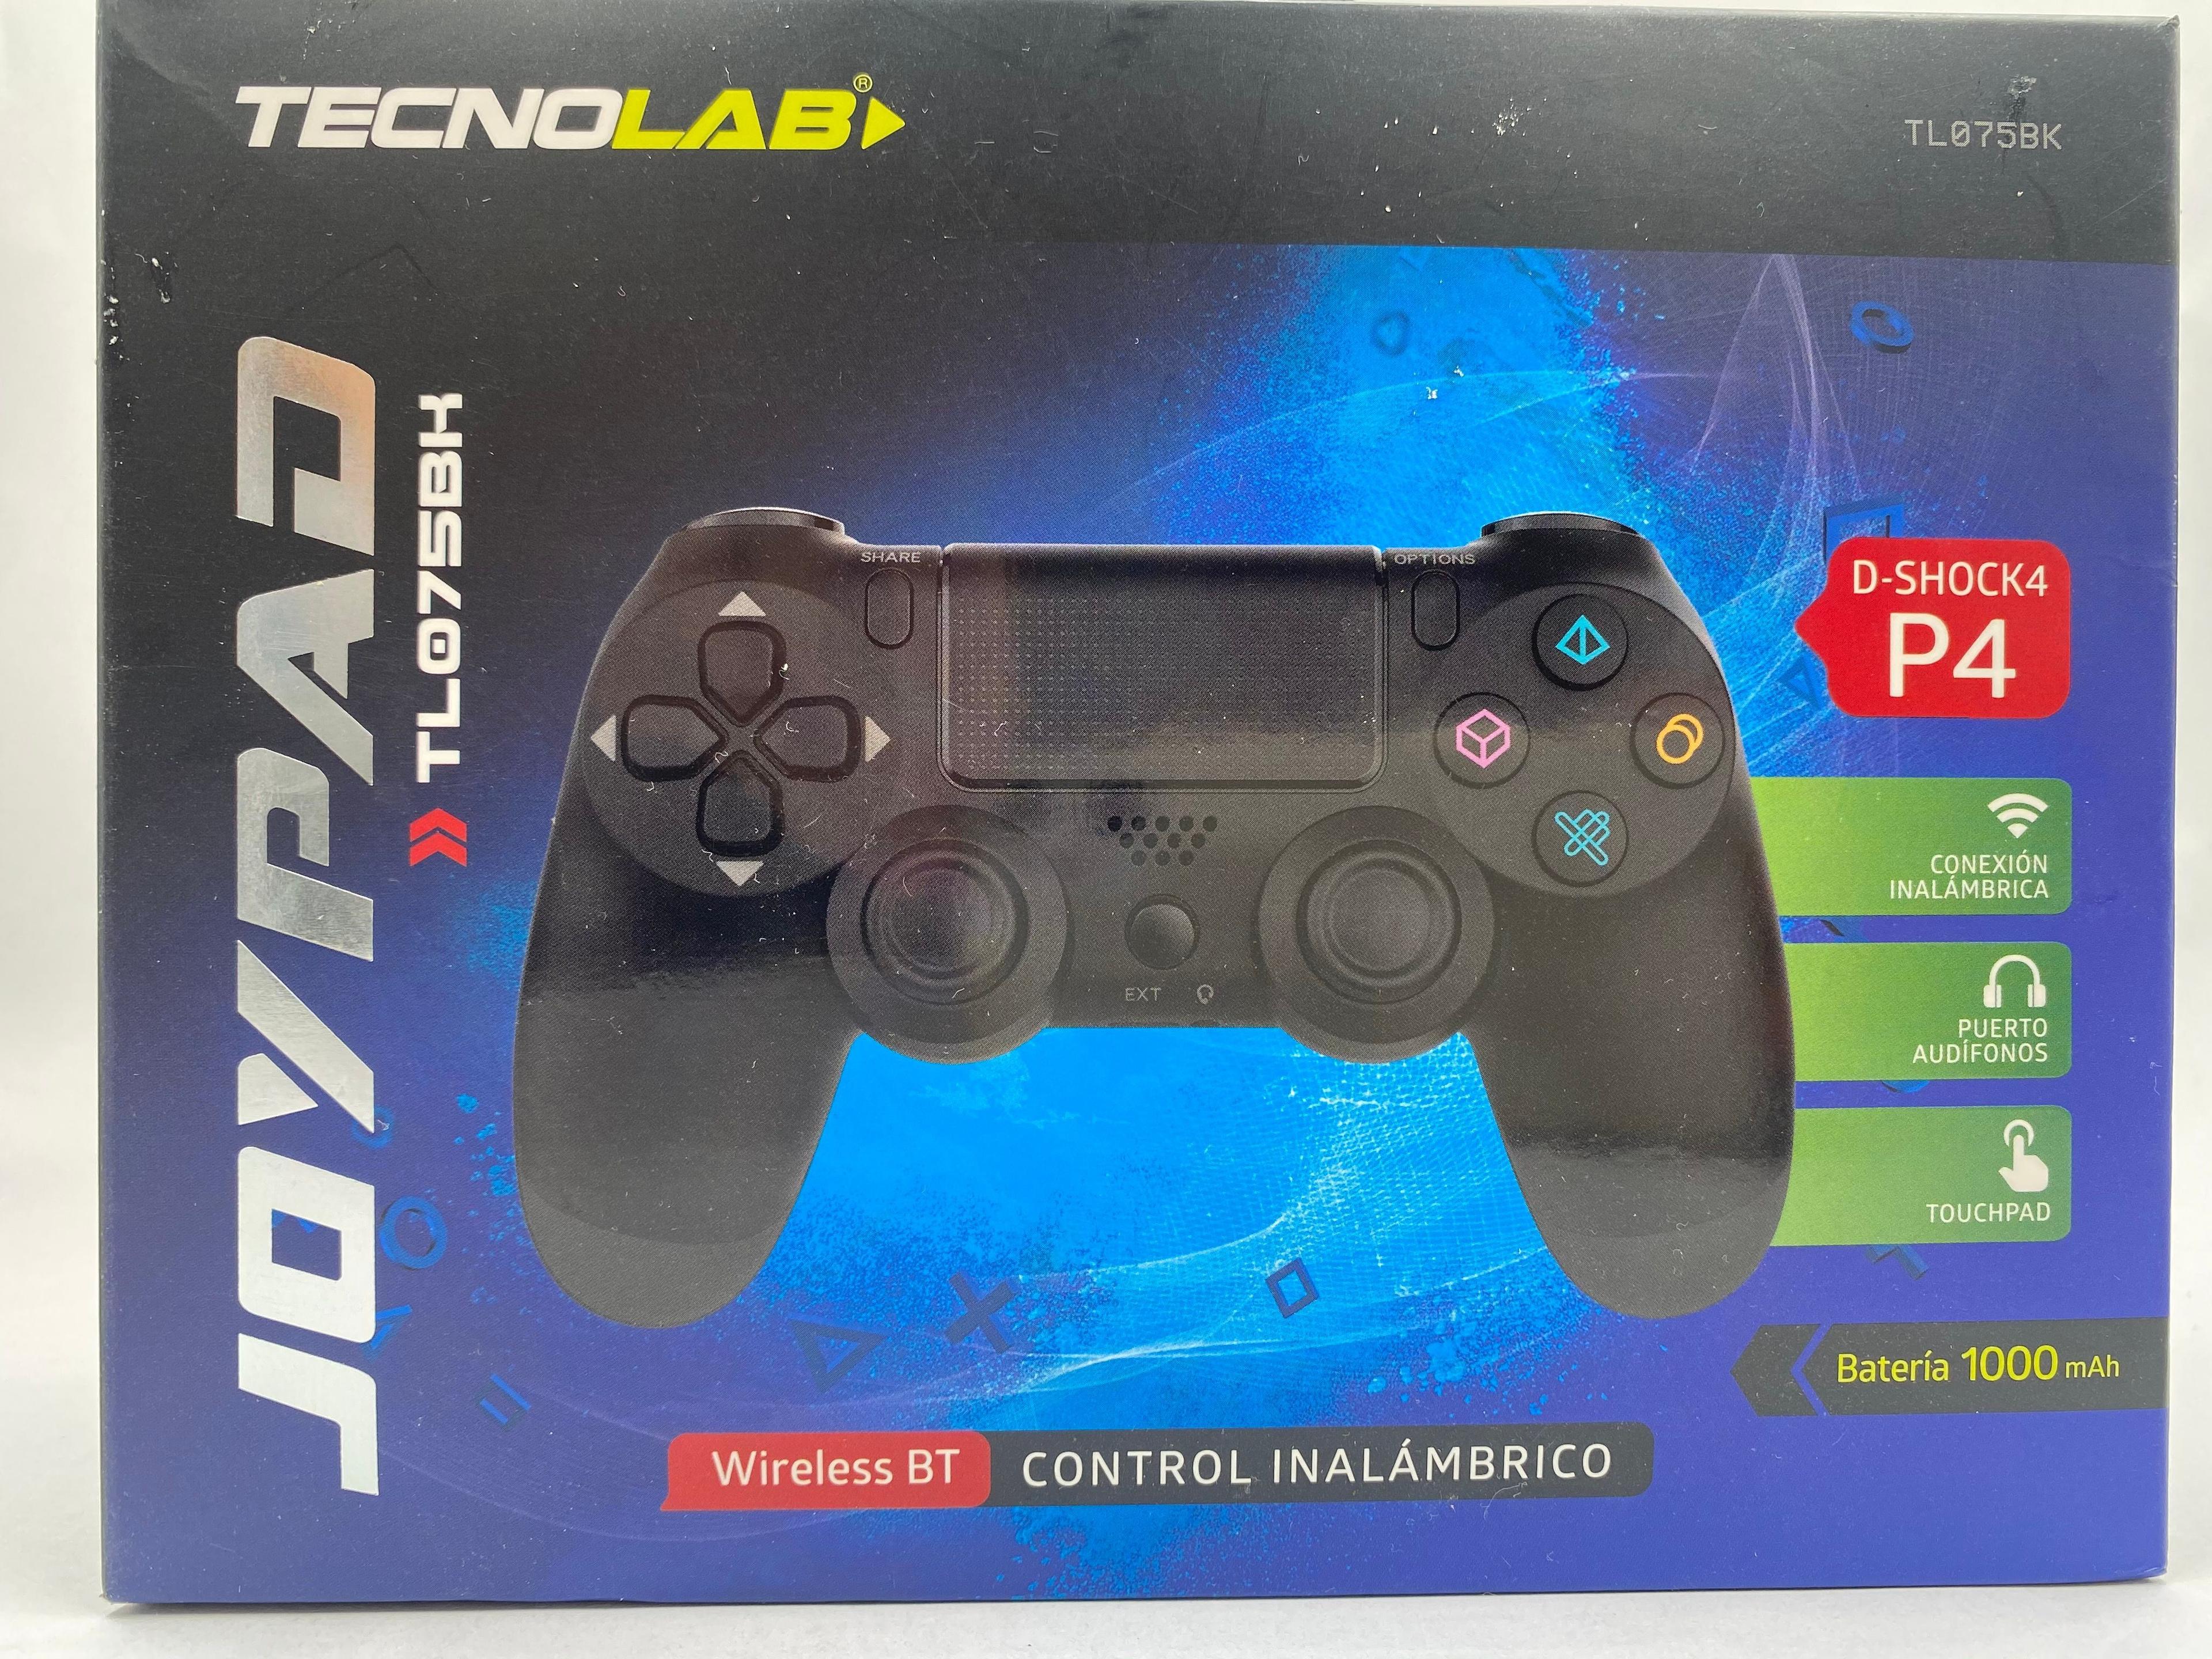 TECNOLAB®
TL075BK
JOYPAD
TL075BK
SHARE
OPTIONS
D-SHOCK4
P4
CONEXIÓN
INALÁMBRICA
EXT
PUERTO
AUDÍFONOS
TOUCHPAD
Batería 1000 mAh
Wireless BT CONTROL INALÁMBRICO